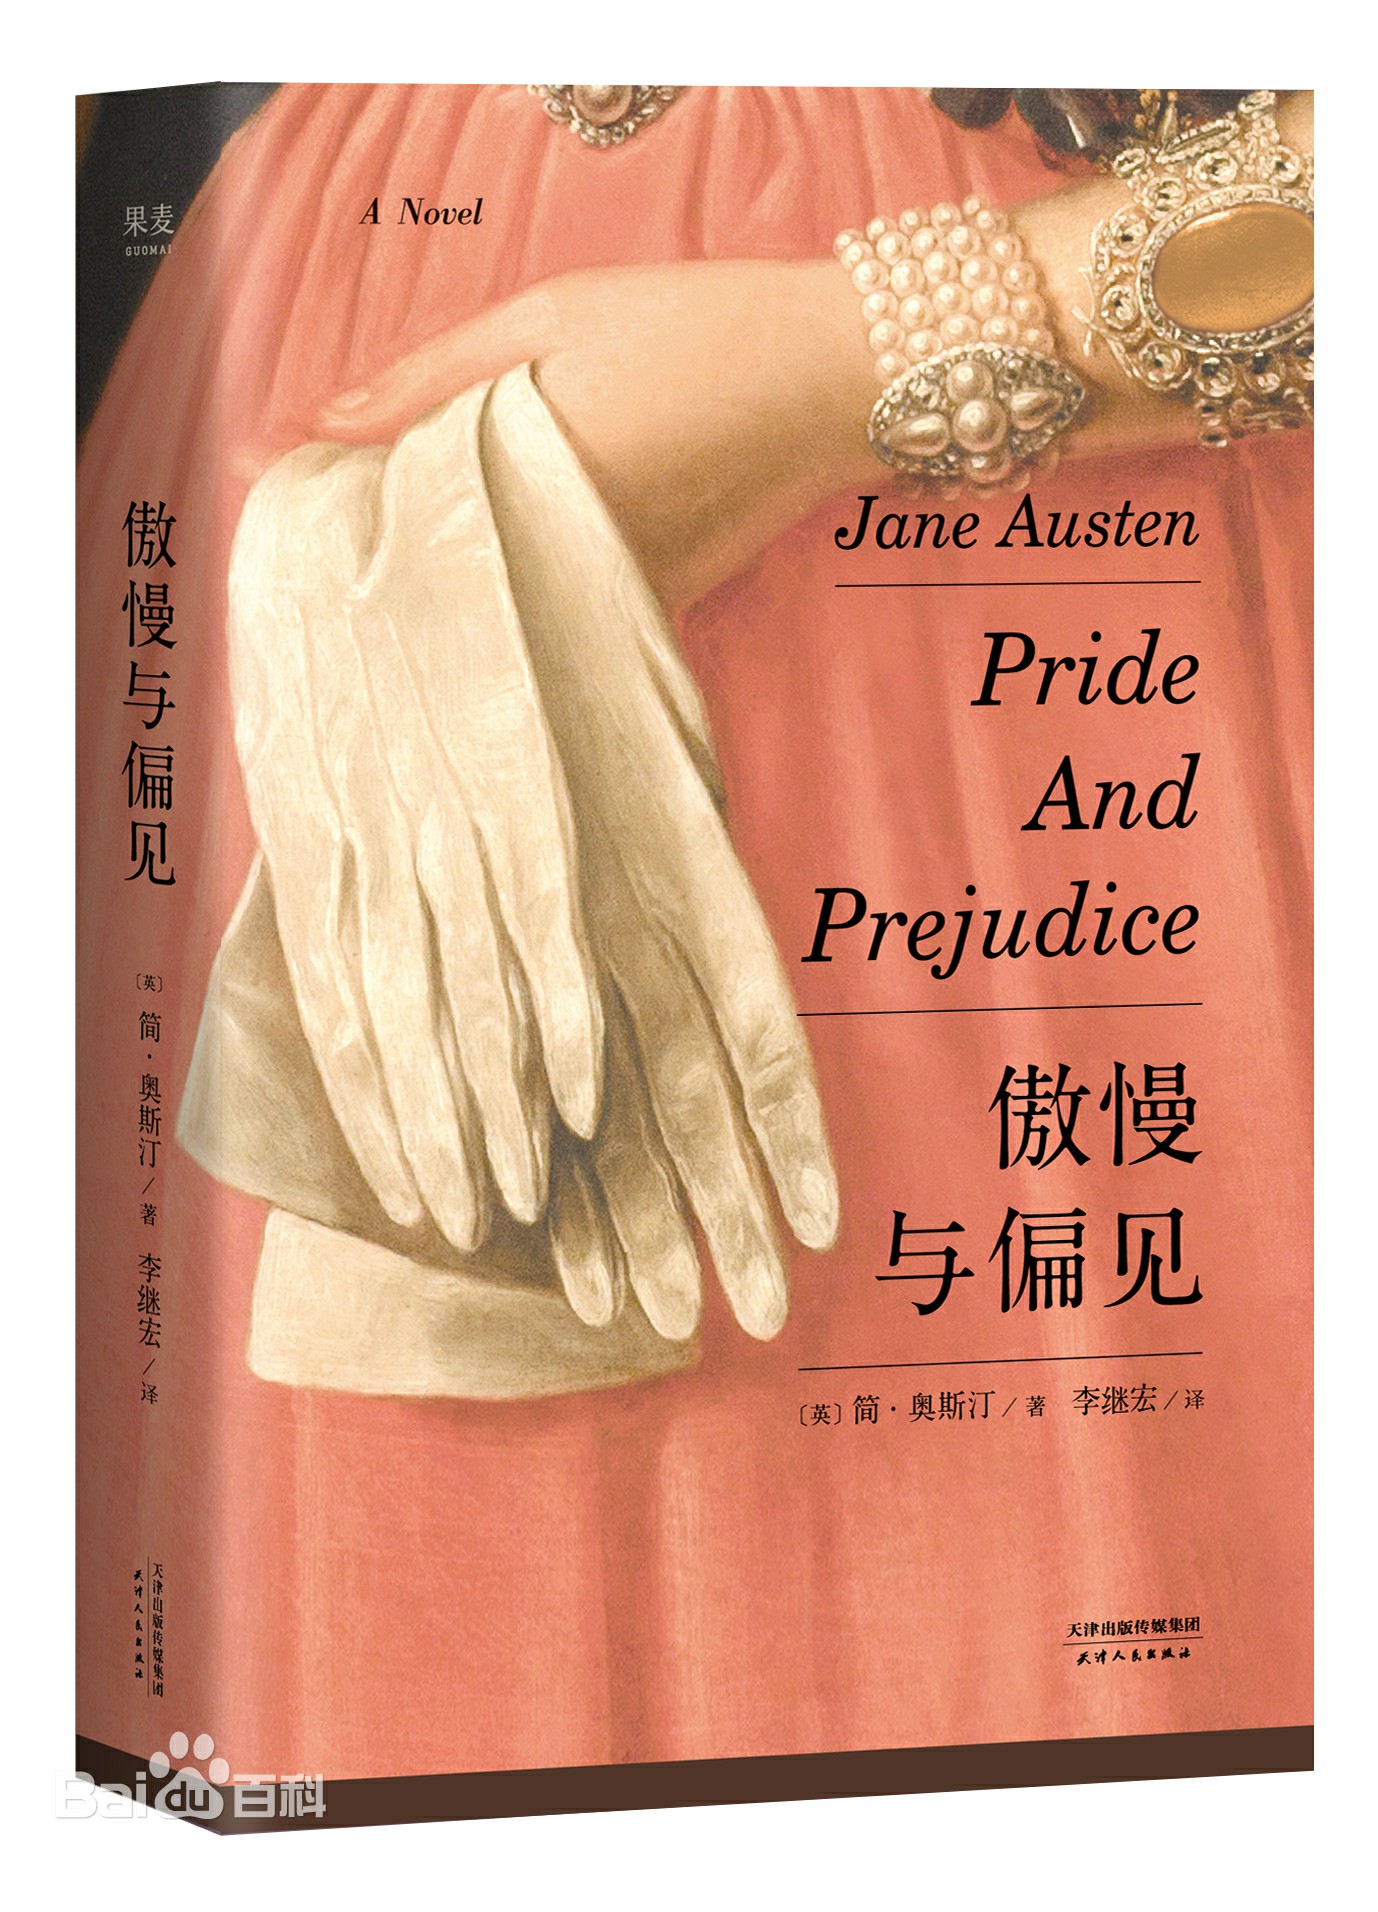 果麦
GUOMAI
傲慢与偏见
〔英〕简·奥斯汀/著 李继宏/译
天津出版传媒集团
天津人民出版社
A Novel
Jane Austen
Pride
And
Prejudice
傲慢
与偏见
〔英〕简·奥斯汀/著 李继宏/译
天津出版传媒集团
天津人民出版社
Baidu百科